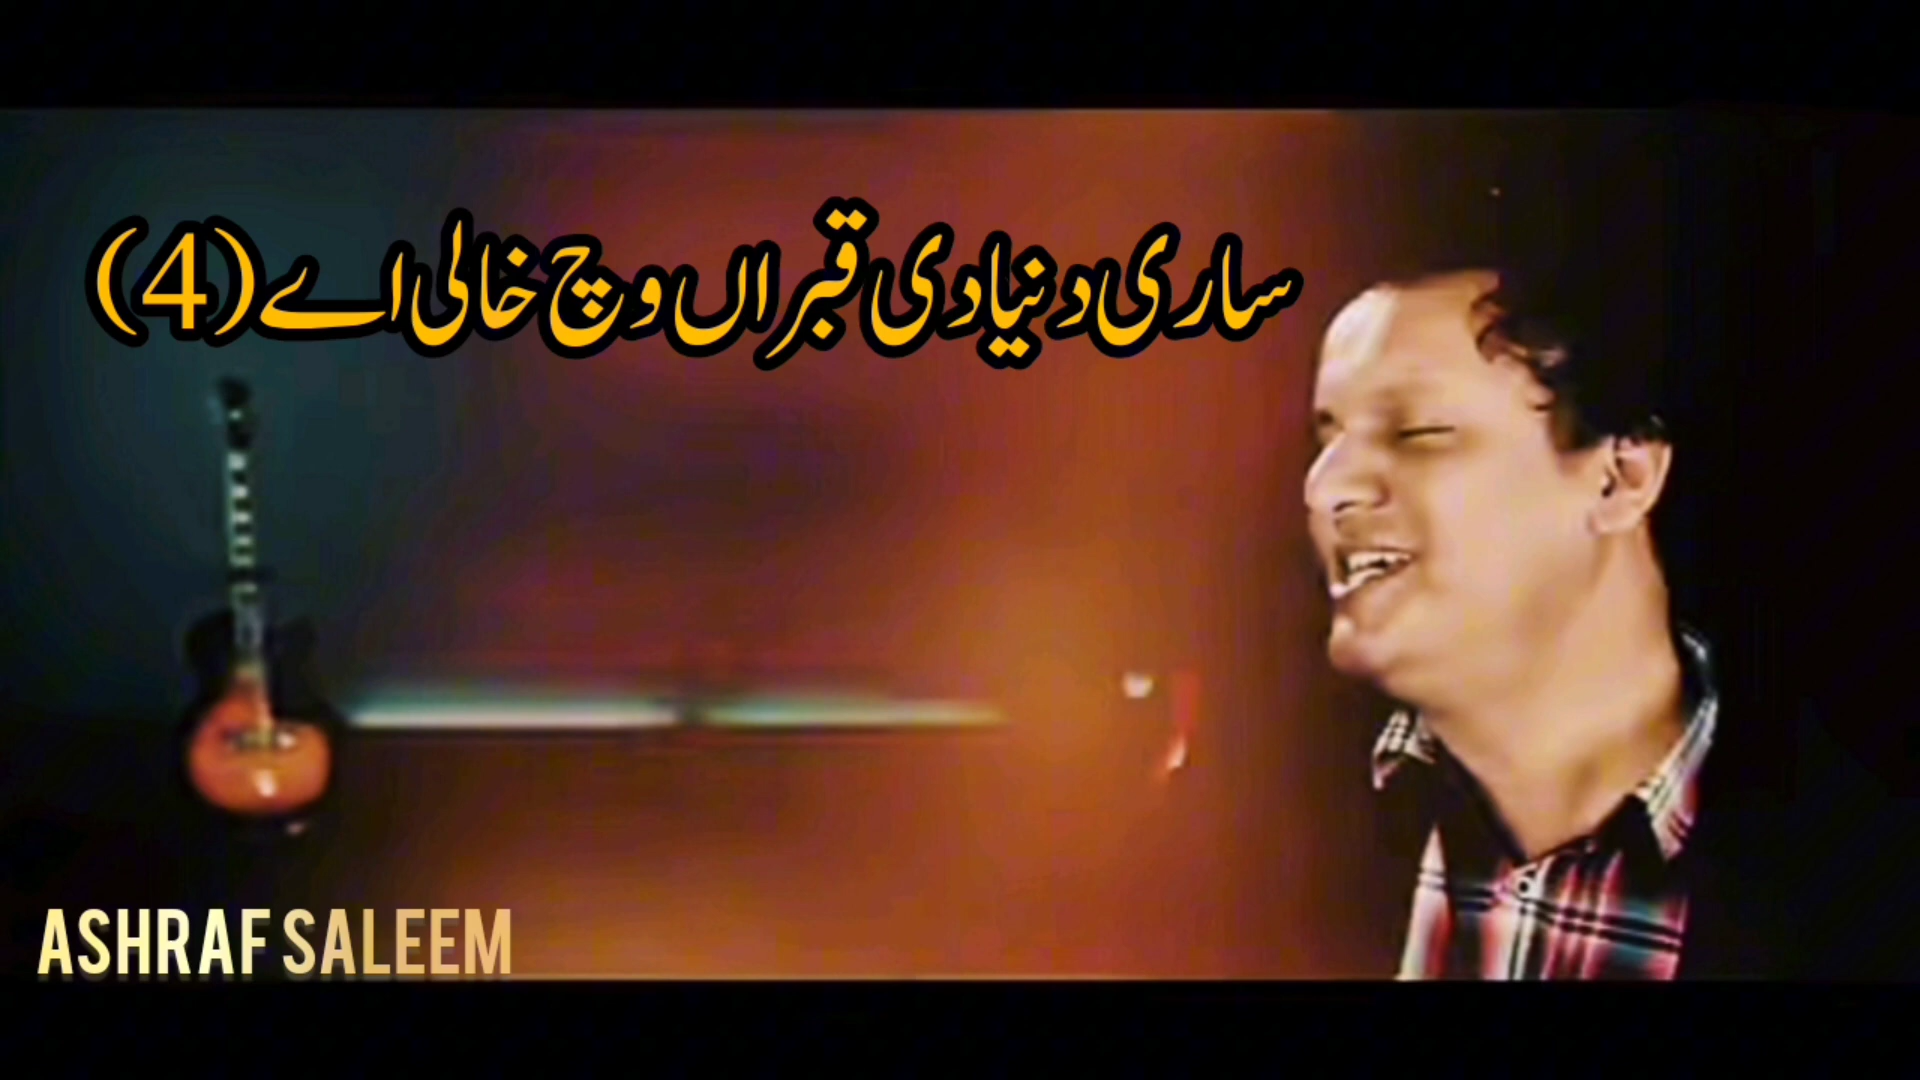 ساری دنیا دی قبراں وچ خالی اے (4)
ASHRAF SALEEM